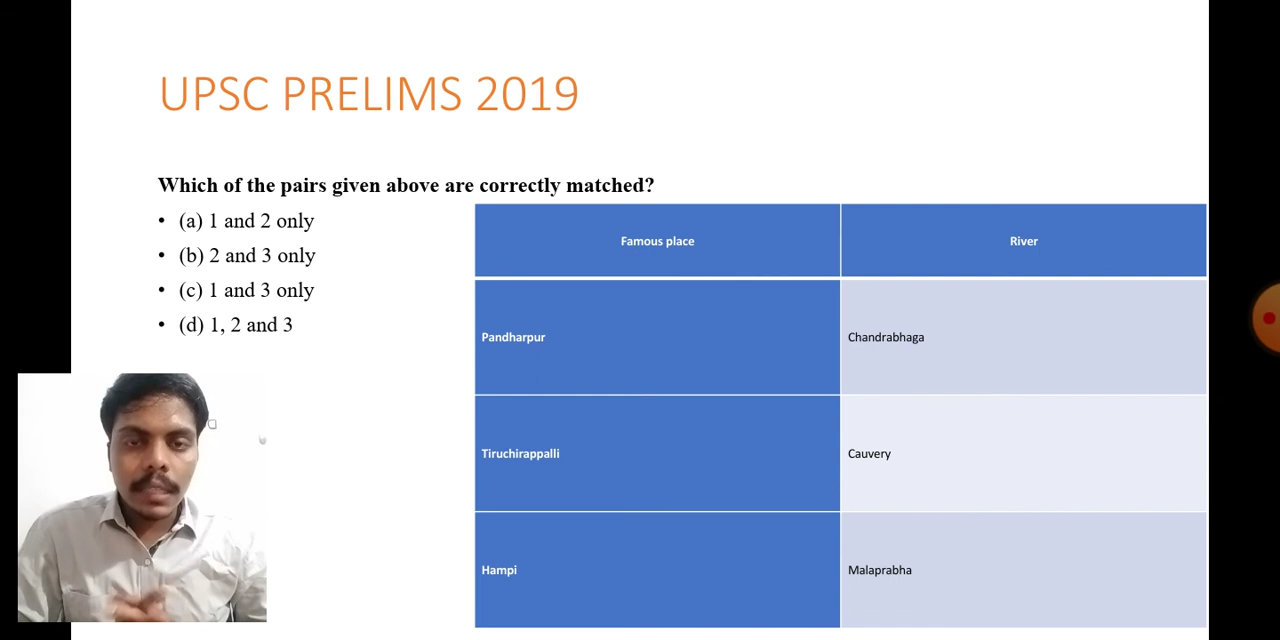 UPSC PRELIMS 2019
Which of the pairs given above are correctly matched?
• (a) 1 and 2 only
• (b) 2 and 3 only
• (c) 1 and 3 only
• (d) 1, 2 and 3
Famous place River
Pandharpur Chandrabhaga
Tiruchirappalli Cauvery
Hampi Malaprabha